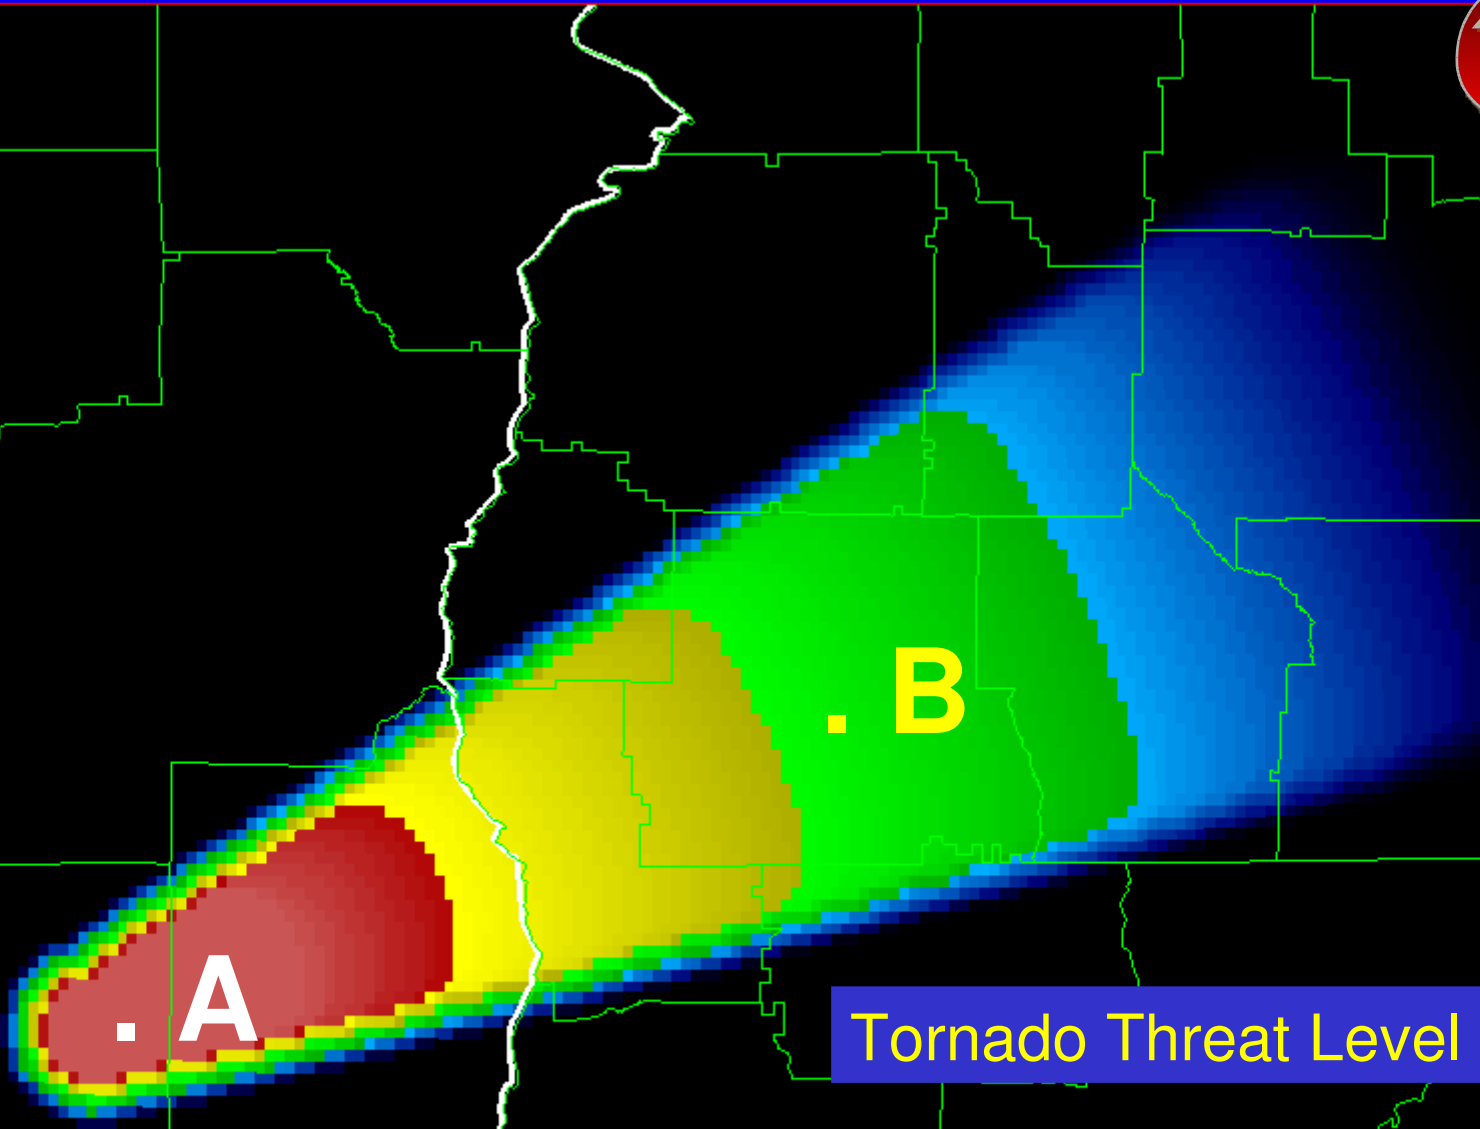 . B
. A
Tornado Threat Level